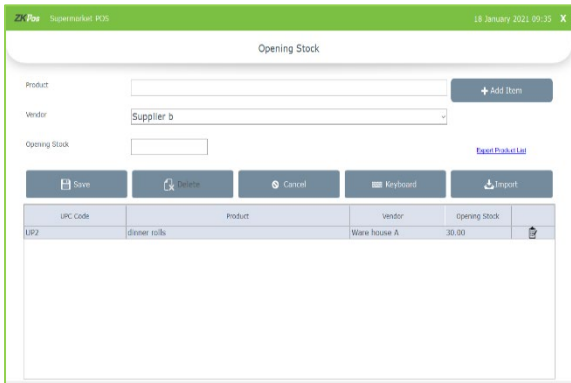 ZKPos Supermarket POS 18 January 2021 09:35 X
Opening Stock
Product
+ Add Item
Vendor Supplier b
Opening Stock
Export Product List
Save Delete Cancel Keyboard Import
UPC Code Product Vendor Opening Stock
UP2 dinner rolls Ware house A 30.00